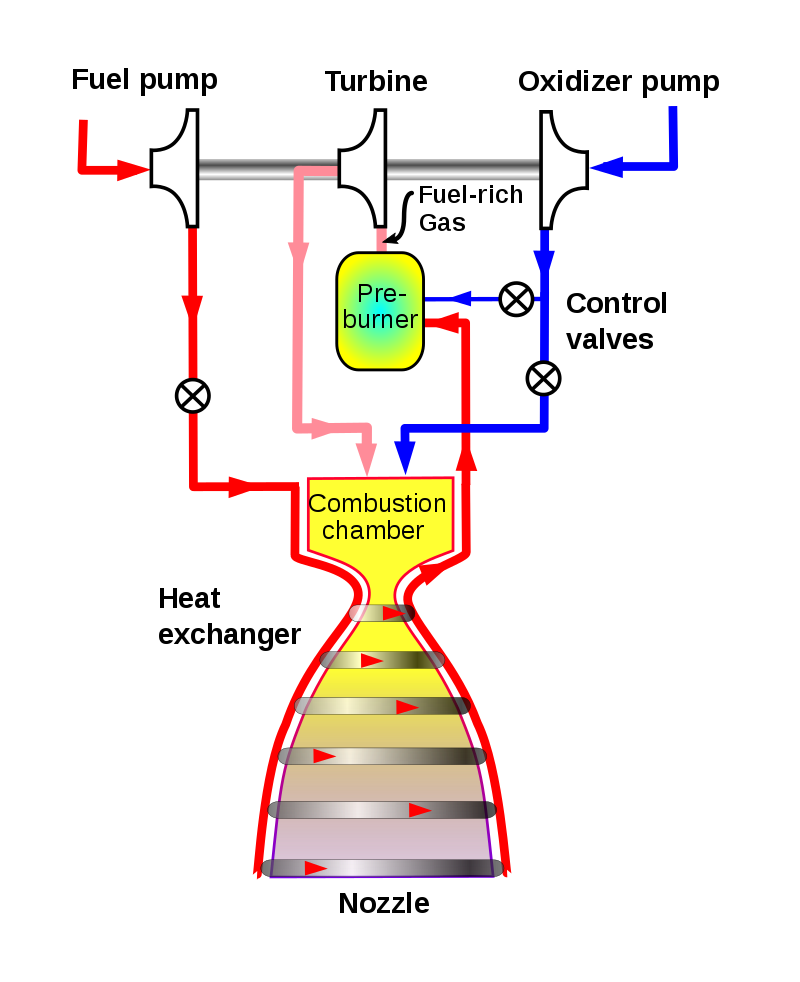 Fuel pump
Turbine
Oxidizer pump
Fuel-rich
Gas
Pre-
burner
Control
valves
Combustion
chamber
Heat
exchanger
Nozzle